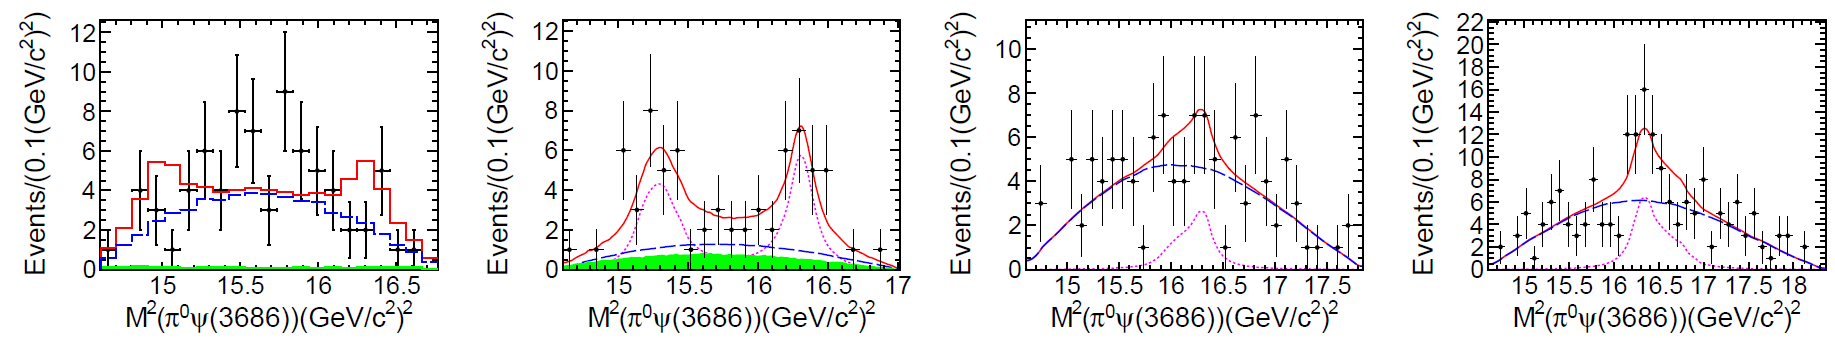 Events/(0.1(GeV/c²)²)
12
10
8
6
4
2
0
15 15.5 16 16.5
M²(π⁰ψ(3686))(GeV/c²)²
Events/(0.1(GeV/c²)²)
12
10
8
6
4
2
0
15 15.5 16 16.5 17
M²(π⁰ψ(3686))(GeV/c²)²
Events/(0.1(GeV/c²)²)
10
8
6
4
2
0
15 15.5 16 16.5 17 17.5
M²(π⁰ψ(3686))(GeV/c²)²
Events/(0.1(GeV/c²)²)
22
20
18
16
14
12
10
8
6
4
2
0
15 15.5 16 16.5 17 17.5 18
M²(π⁰ψ(3686))(GeV/c²)²